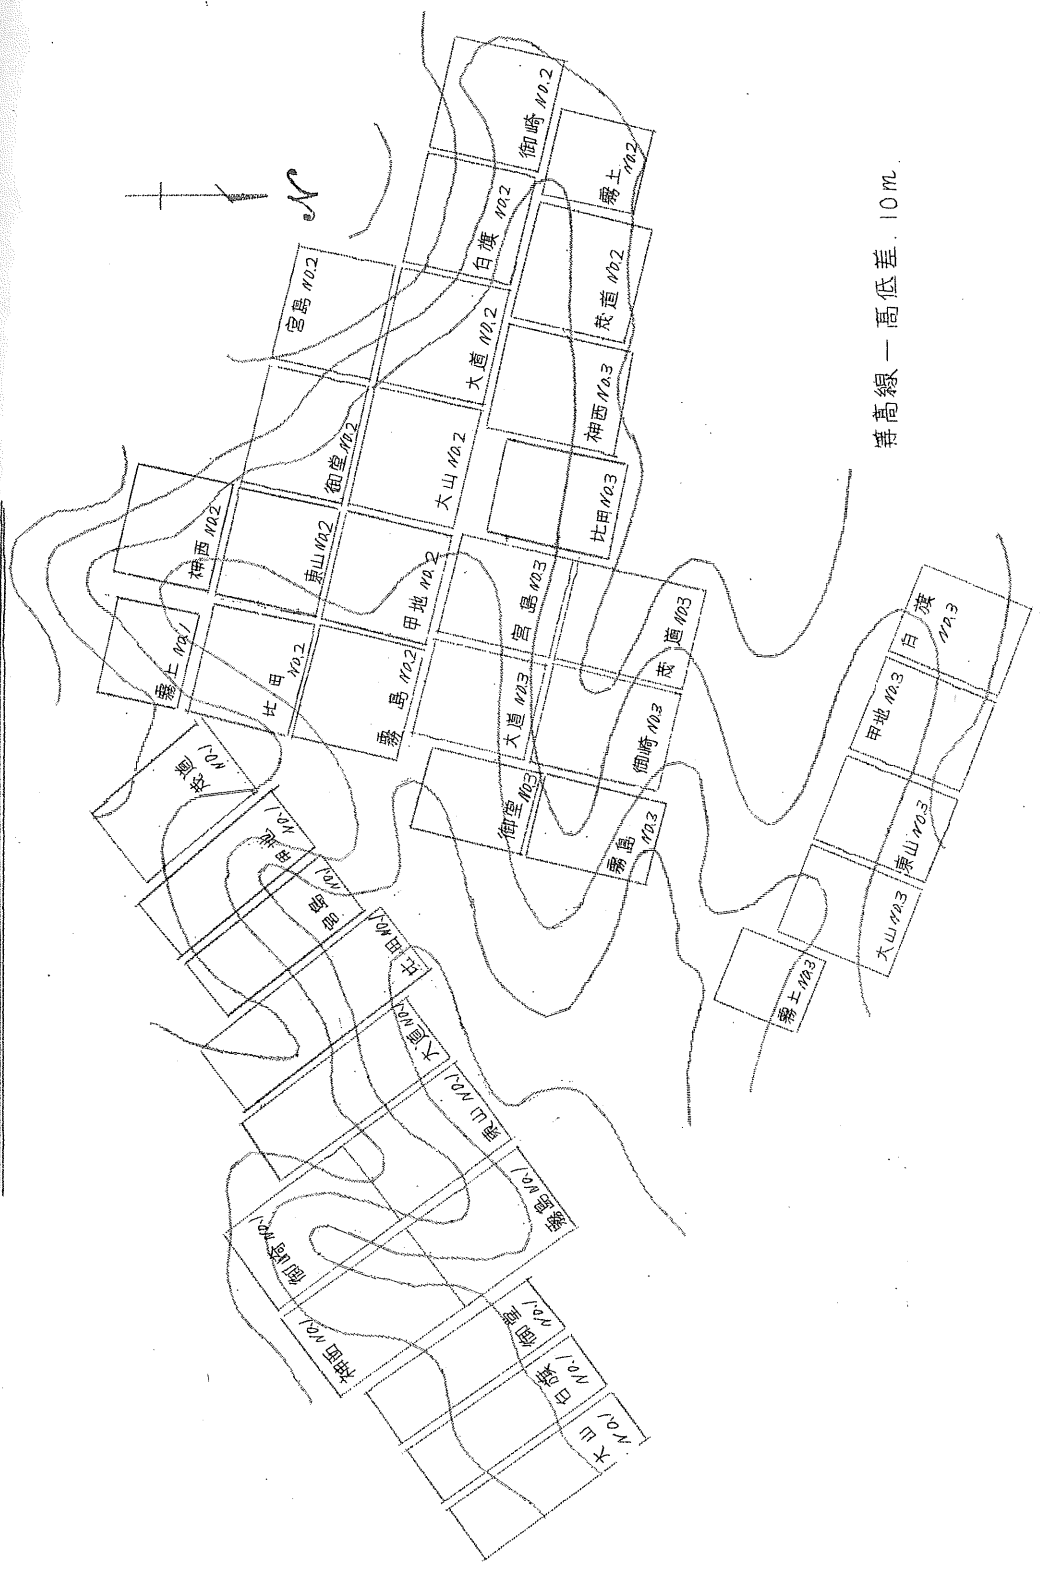 N
御崎 NO.2
霧上 NO.2
白旗 NO.2
茂道 NO.2
宮島 NO.2
大道 NO.2
神西 NO.3
御堂 NO.2
大山 NO.2
比田 NO.3
神西 NO.2
東山 NO.2
甲地 NO.2
宮島 NO.3
茂道 NO.3
霧上 NO.1
比田 NO.2
霧島 NO.2
大道 NO.3
御崎 NO.3
茂道 NO.1
御堂 NO.3
霧島 NO.3
甲地 NO.1
宮島 NO.1
比田 NO.1
大道 NO.1
東山 NO.1
霧島 NO.1
御崎 NO.1
神西 NO.1
御堂 NO.1
白旗 NO.1
大山 NO.1
白旗 NO.3
甲地 NO.3
東山 NO.3
大山 NO.3
霧上 NO.3
等高線－高低差.10m